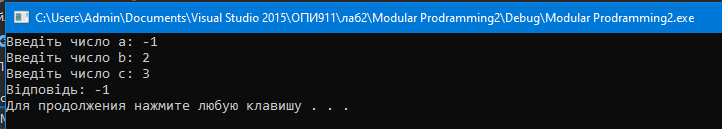 C:\Users\Admin\Documents\Visual Studio 2015\ОПИ911\ла62\Modular Prodramming2\Debug\Modular Prodramming2.exe
Введіть число a: -1
Введіть число b: 2
Введіть число c: 3
Відповідь: -1
Для продолжения нажмите любую клавишу . . .